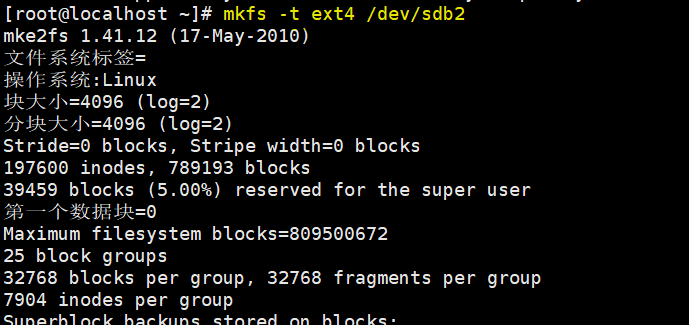 [root@localhost ~]# mkfs -t ext4 /dev/sdb2
mke2fs 1.41.12 (17-May-2010)
文件系统标签=
操作系统:Linux
块大小=4096 (log=2)
分块大小=4096 (log=2)
Stride=0 blocks, Stripe width=0 blocks
197600 inodes, 789193 blocks
39459 blocks (5.00%) reserved for the super user
第一个数据块=0
Maximum filesystem blocks=809500672
25 block groups
32768 blocks per group, 32768 fragments per group
7904 inodes per group
Superblock backups stored on blocks: